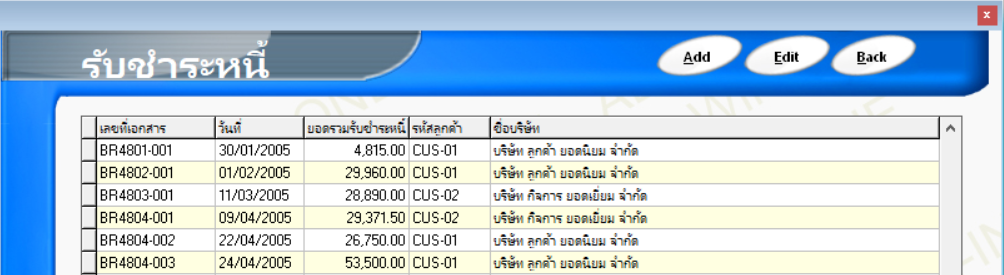 x
รับชำระหนี้
Add Edit Back
เลขที่เอกสาร วันที่ ยอดรวมรับชำระหนี้ รหัสลูกค้า ชื่อบริษัท
BR4801-001 30/01/2005 4,815.00 CUS-01 บริษัท ลูกค้า ยอดนิยม จำกัด
BR4802-001 01/02/2005 29,960.00 CUS-01 บริษัท ลูกค้า ยอดนิยม จำกัด
BR4803-001 11/03/2005 28,890.00 CUS-02 บริษัท กิจการ ยอดเยี่ยม จำกัด
BR4804-001 09/04/2005 29,371.50 CUS-02 บริษัท กิจการ ยอดเยี่ยม จำกัด
BR4804-002 22/04/2005 26,750.00 CUS-01 บริษัท ลูกค้า ยอดนิยม จำกัด
BR4804-003 24/04/2005 53,500.00 CUS-01 บริษัท ลูกค้า ยอดนิยม จำกัด